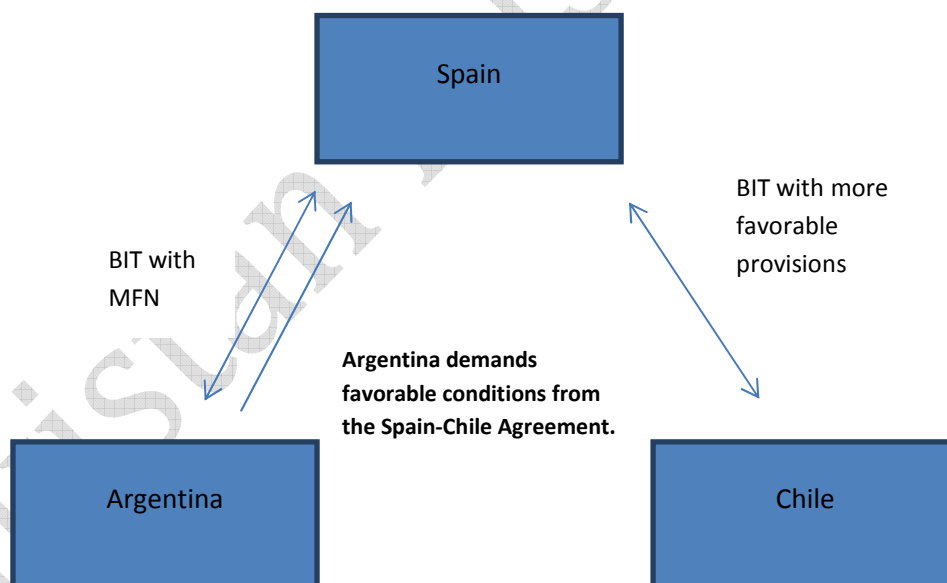 Spain
BIT with more
favorable
provisions
BIT with
MFN
Argentina demands
favorable conditions from
the Spain-Chile Agreement.
Argentina
Chile